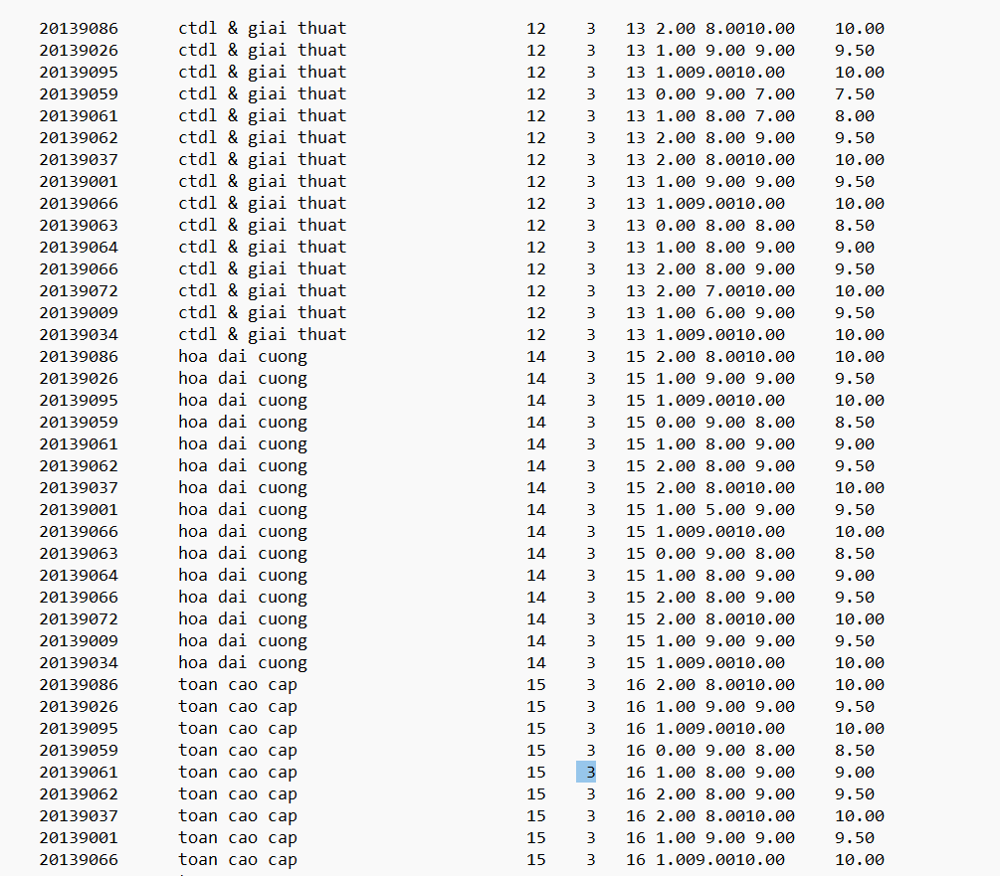 20139086 ctdl & giai thuat 12 3 13 2.00 8.0010.00 10.00
20139026 ctdl & giai thuat 12 3 13 1.00 9.00 9.00 9.50
20139095 ctdl & giai thuat 12 3 13 1.009.0010.00 10.00
20139059 ctdl & giai thuat 12 3 13 0.00 9.00 7.00 7.50
20139061 ctdl & giai thuat 12 3 13 1.00 8.00 7.00 8.00
20139062 ctdl & giai thuat 12 3 13 2.00 8.00 9.00 9.50
20139037 ctdl & giai thuat 12 3 13 2.00 8.0010.00 10.00
20139001 ctdl & giai thuat 12 3 13 1.00 9.00 9.00 9.50
20139066 ctdl & giai thuat 12 3 13 1.009.0010.00 10.00
20139063 ctdl & giai thuat 12 3 13 0.00 8.00 8.00 8.50
20139064 ctdl & giai thuat 12 3 13 1.00 8.00 9.00 9.00
20139066 ctdl & giai thuat 12 3 13 2.00 8.00 9.00 9.50
20139072 ctdl & giai thuat 12 3 13 2.00 7.0010.00 10.00
20139009 ctdl & giai thuat 12 3 13 1.00 6.00 9.00 9.50
20139034 ctdl & giai thuat 12 3 13 1.009.0010.00 10.00
20139086 hoa dai cuong 14 3 15 2.00 8.0010.00 10.00
20139026 hoa dai cuong 14 3 15 1.00 9.00 9.00 9.50
20139095 hoa dai cuong 14 3 15 1.009.0010.00 10.00
20139059 hoa dai cuong 14 3 15 0.00 9.00 8.00 8.50
20139061 hoa dai cuong 14 3 15 1.00 8.00 9.00 9.00
20139062 hoa dai cuong 14 3 15 2.00 8.00 9.00 9.50
20139037 hoa dai cuong 14 3 15 2.00 8.0010.00 10.00
20139001 hoa dai cuong 14 3 15 1.00 5.00 9.00 9.50
20139066 hoa dai cuong 14 3 15 1.009.0010.00 10.00
20139063 hoa dai cuong 14 3 15 0.00 9.00 8.00 8.50
20139064 hoa dai cuong 14 3 15 1.00 8.00 9.00 9.00
20139066 hoa dai cuong 14 3 15 2.00 8.00 9.00 9.50
20139072 hoa dai cuong 14 3 15 2.00 8.0010.00 10.00
20139009 hoa dai cuong 14 3 15 1.00 9.00 9.00 9.50
20139034 hoa dai cuong 14 3 15 1.009.0010.00 10.00
20139086 toan cao cap 15 3 16 2.00 8.0010.00 10.00
20139026 toan cao cap 15 3 16 1.00 9.00 9.00 9.50
20139095 toan cao cap 15 3 16 1.009.0010.00 10.00
20139059 toan cao cap 15 3 16 0.00 9.00 8.00 8.50
20139061 toan cao cap 15 3 16 1.00 8.00 9.00 9.00
20139062 toan cao cap 15 3 16 2.00 8.00 9.00 9.50
20139037 toan cao cap 15 3 16 2.00 8.0010.00 10.00
20139001 toan cao cap 15 3 16 1.00 9.00 9.00 9.50
20139066 toan cao cap 15 3 16 1.009.0010.00 10.00